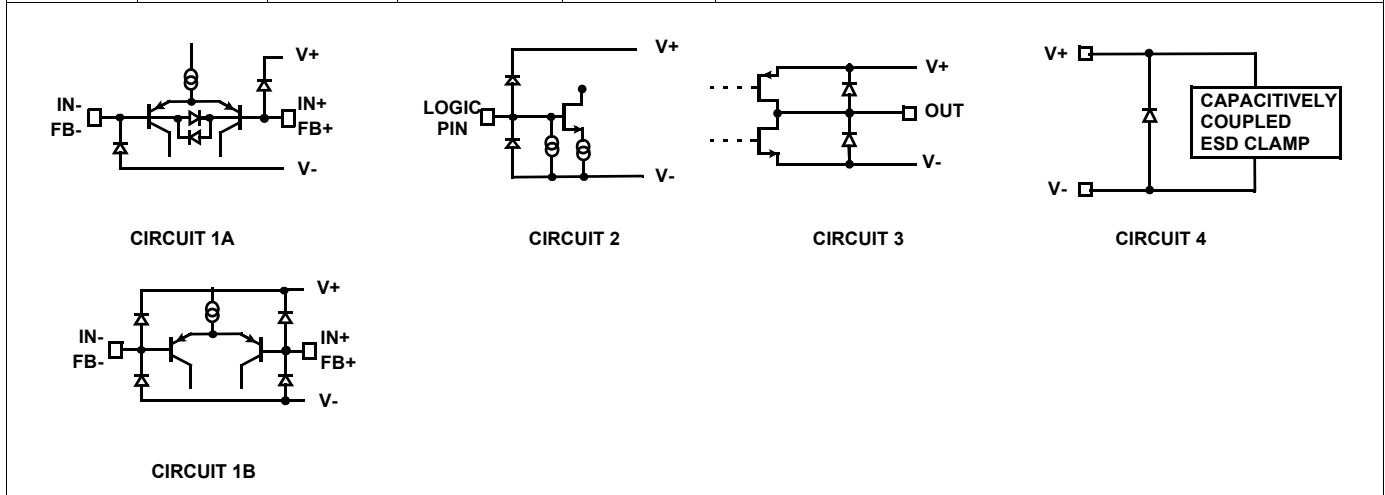 V+
IN-
FB-
IN+
FB+
V-
CIRCUIT 1A
V+
LOGIC
PIN
V-
CIRCUIT 2
V+
OUT
V-
CIRCUIT 3
V+
CAPACITIVELY
COUPLED
ESD CLAMP
V-
CIRCUIT 4
V+
IN-
FB-
IN+
FB+
V-
CIRCUIT 1B